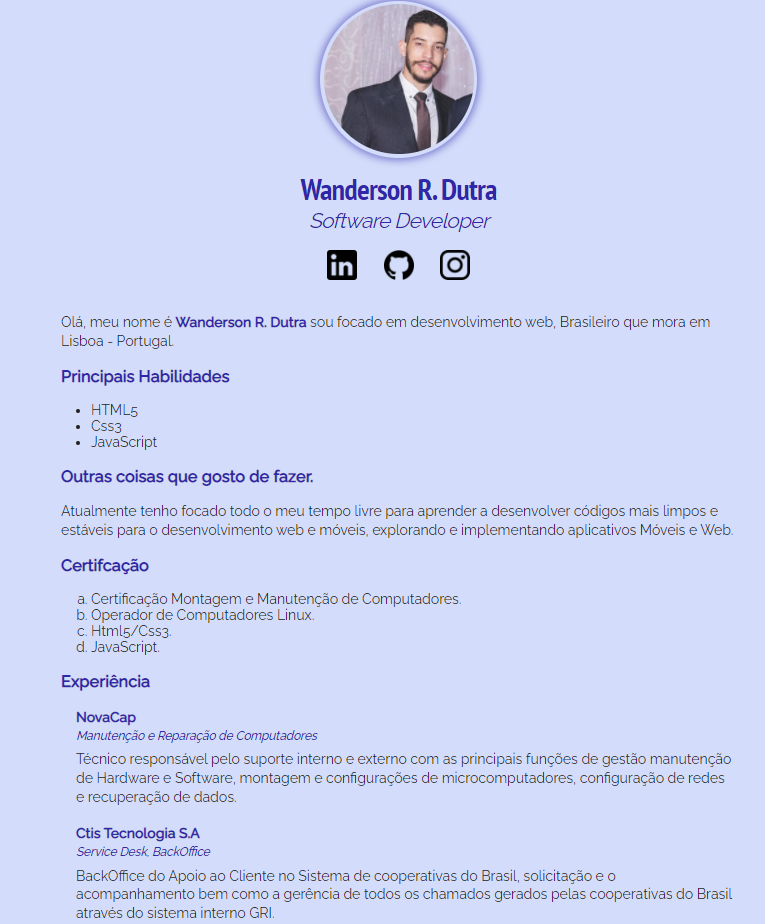 Wanderson R. Dutra
Software Developer
in
Olá, meu nome é Wanderson R. Dutra sou focado em desenvolvimento web, Brasileiro que mora em
Lisboa - Portugal.
Principais Habilidades
• HTML5
• Css3
• JavaScript
Outras coisas que gosto de fazer.
Atualmente tenho focado todo o meu tempo livre para aprender a desenvolver códigos mais limpos e
estáveis para o desenvolvimento web e móveis, explorando e implementando aplicativos Móveis e Web.
Certifcação
a. Certificação Montagem e Manutenção de Computadores.
b. Operador de Computadores Linux.
c. Html5/Css3.
d. JavaScript.
Experiência
NovaCap
Manutenção e Reparação de Computadores
Técnico responsável pelo suporte interno e externo com as principais funções de gestão manutenção
de Hardware e Software, montagem e configurações de microcomputadores, configuração de redes
e recuperação de dados.
Ctis Tecnologia S.A
Service Desk, BackOffice
BackOffice do Apoio ao Cliente no Sistema de cooperativas do Brasil, solicitação e o
acompanhamento bem como a gerência de todos os chamados gerados pelas cooperativas do Brasil
através do sistema interno GRI.